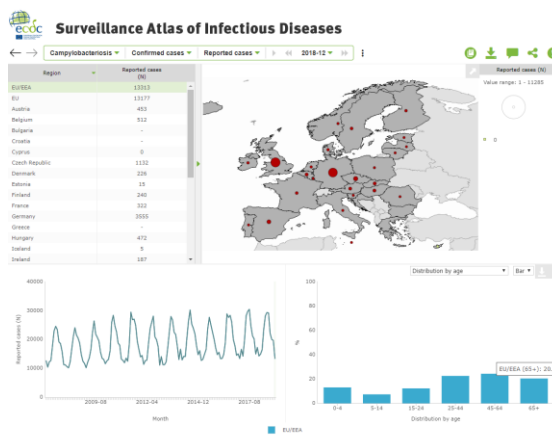 ecdc
Surveillance Atlas of Infectious Diseases
Campylobacteriosis Confirmed cases Reported cases 2018-12
Region Reported cases (N)
EU/EEA 13313
EU 13177
Austria 453
Belgium 512
Bulgaria -
Croatia -
Cyprus 0
Czech Republic 1132
Denmark 226
Estonia 15
Finland 240
France 322
Germany 3555
Greece -
Hungary 472
Iceland 5
Ireland 187
Reported cases (N)
Value range: 1 - 11285
0
Distribution by age Bar
40000
30000
20000
10000
0
Reported cases (N)
2009-08 2012-04 2014-12 2017-08
Month
100
80
60
40
20
0
%
EU/EEA (65+): 20.
0-4 5-14 15-24 25-44 45-64 65+
Distribution by age
EU/EEA